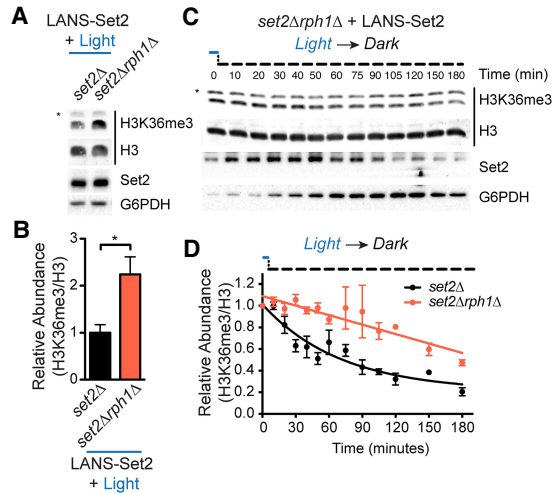 A
LANS-Set2
+ Light
set2Δ
set2Δrph1Δ
*
H3K36me3
H3
Set2
G6PDH
B
Relative Abundance
(H3K36me3/H3)
3
2
1
0
*
set2Δ
set2Δrph1Δ
LANS-Set2
+ Light
C
set2Δrph1Δ + LANS-Set2
Light → Dark
0 10 20 30 40 50 60 75 90 105 120 150 180 Time (min)
*
H3K36me3
H3
Set2
G6PDH
D
Light → Dark
Relative Abundance
(H3K36me3/H3)
1.2
1.0
0.8
0.6
0.4
0.2
0.0
set2Δ
set2Δrph1Δ
0 30 60 90 120 150 180
Time (minutes)